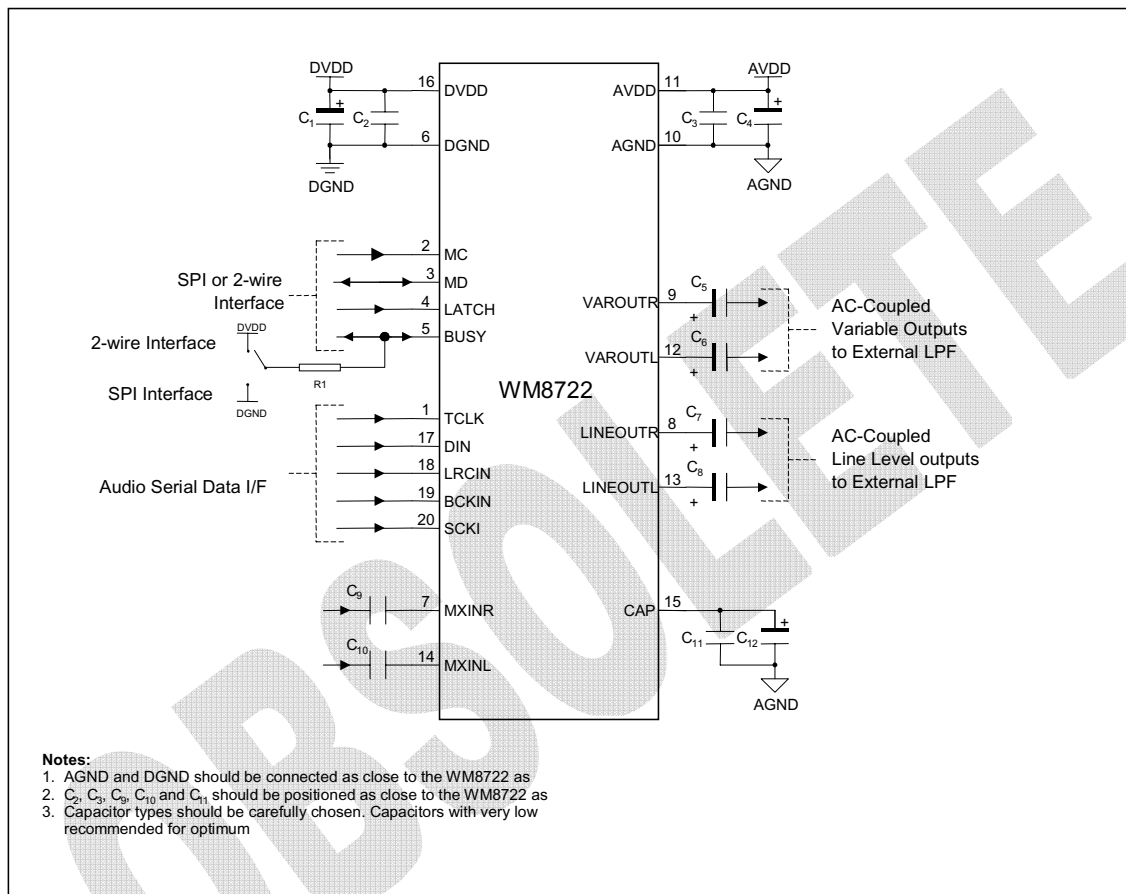 DVDD
AVDD
16
DVDD
AVDD
11
C1
+
C2
C3
C4
+
6
DGND
AGND
10
DGND
AGND
SPI or 2-wire
Interface
2
MC
3
MD
4
LATCH
5
BUSY
2-wire Interface
DVDD
R1
SPI Interface
DGND
VAROUTR
9
C5
+
VAROUTL
12
C6
+
AC-Coupled
Variable Outputs
to External LPF
WM8722
Audio Serial Data I/F
1
TCLK
17
DIN
18
LRCIN
19
BCKIN
20
SCKI
LINEOUTR
8
C7
+
LINEOUTL
13
C8
+
AC-Coupled
Line Level outputs
to External LPF
C9
7
MXINR
C10
14
MXINL
CAP
15
C11
C12
+
AGND
Notes:
1. AGND and DGND should be connected as close to the WM8722 as
2. C2, C3, C9, C10 and C11 should be positioned as close to the WM8722 as
3. Capacitor types should be carefully chosen. Capacitors with very low
recommended for optimum
OBSOLETE